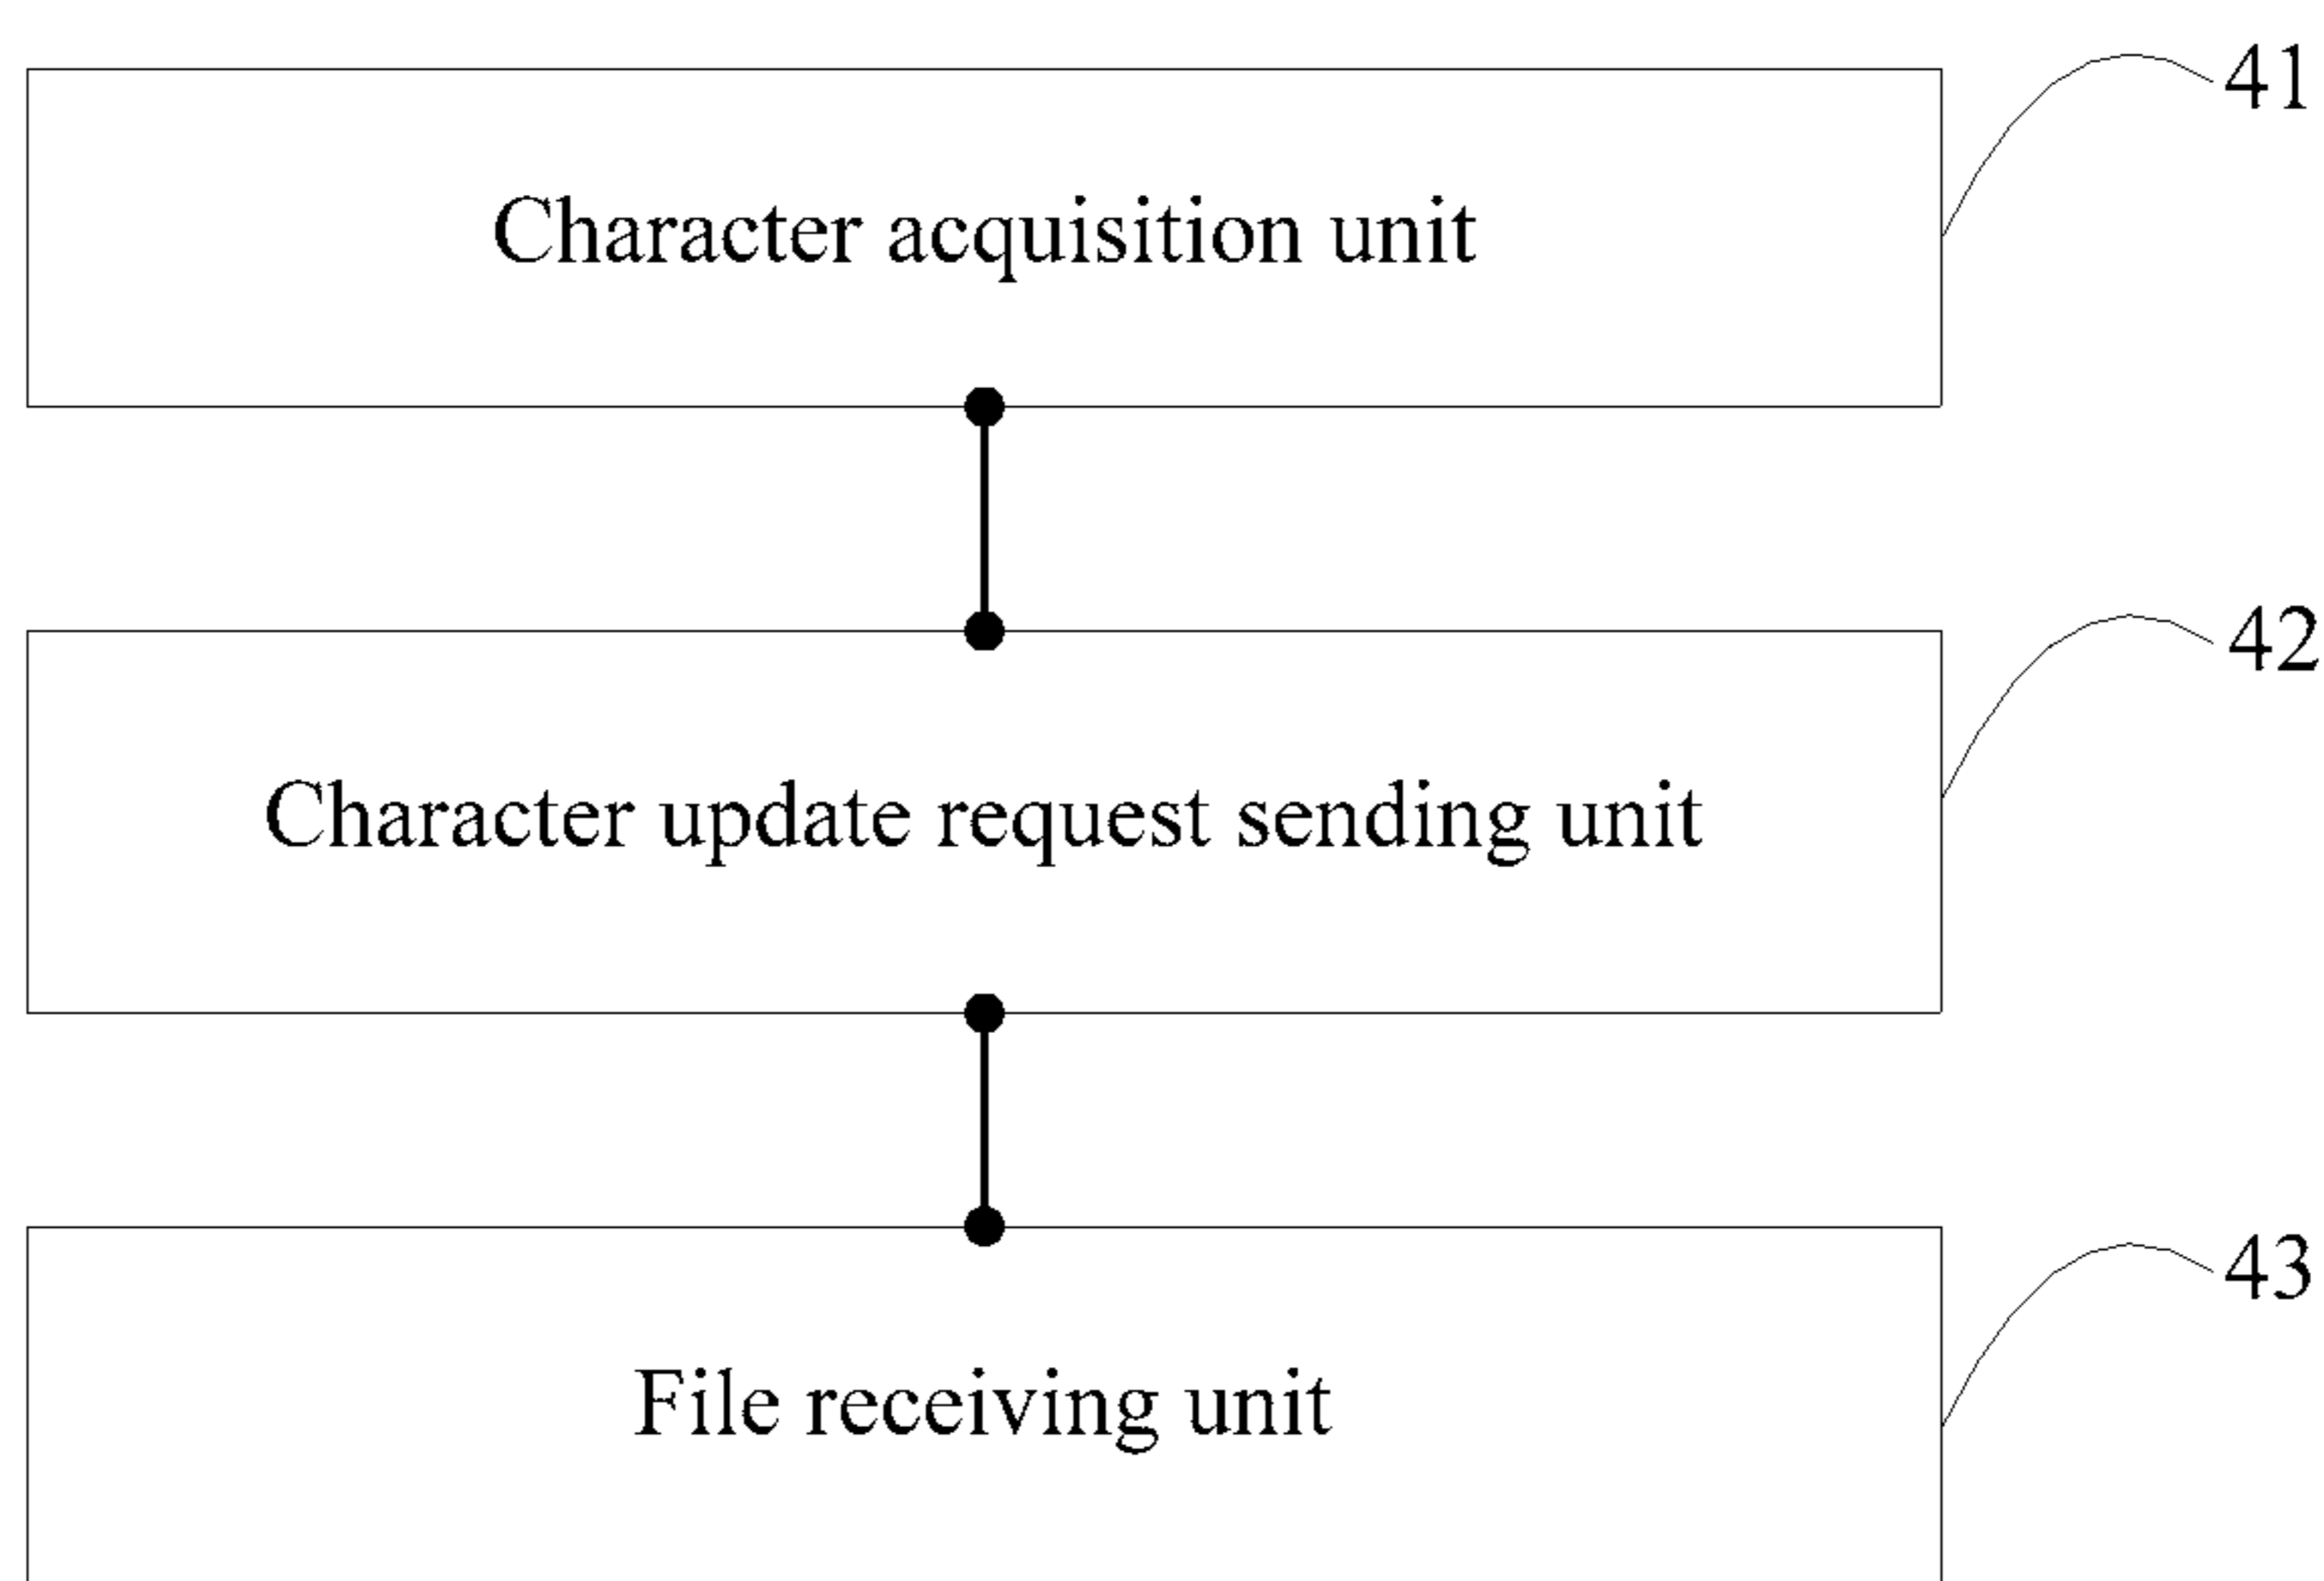 41
Character acquisition unit
42
Character update request sending unit
43
File receiving unit